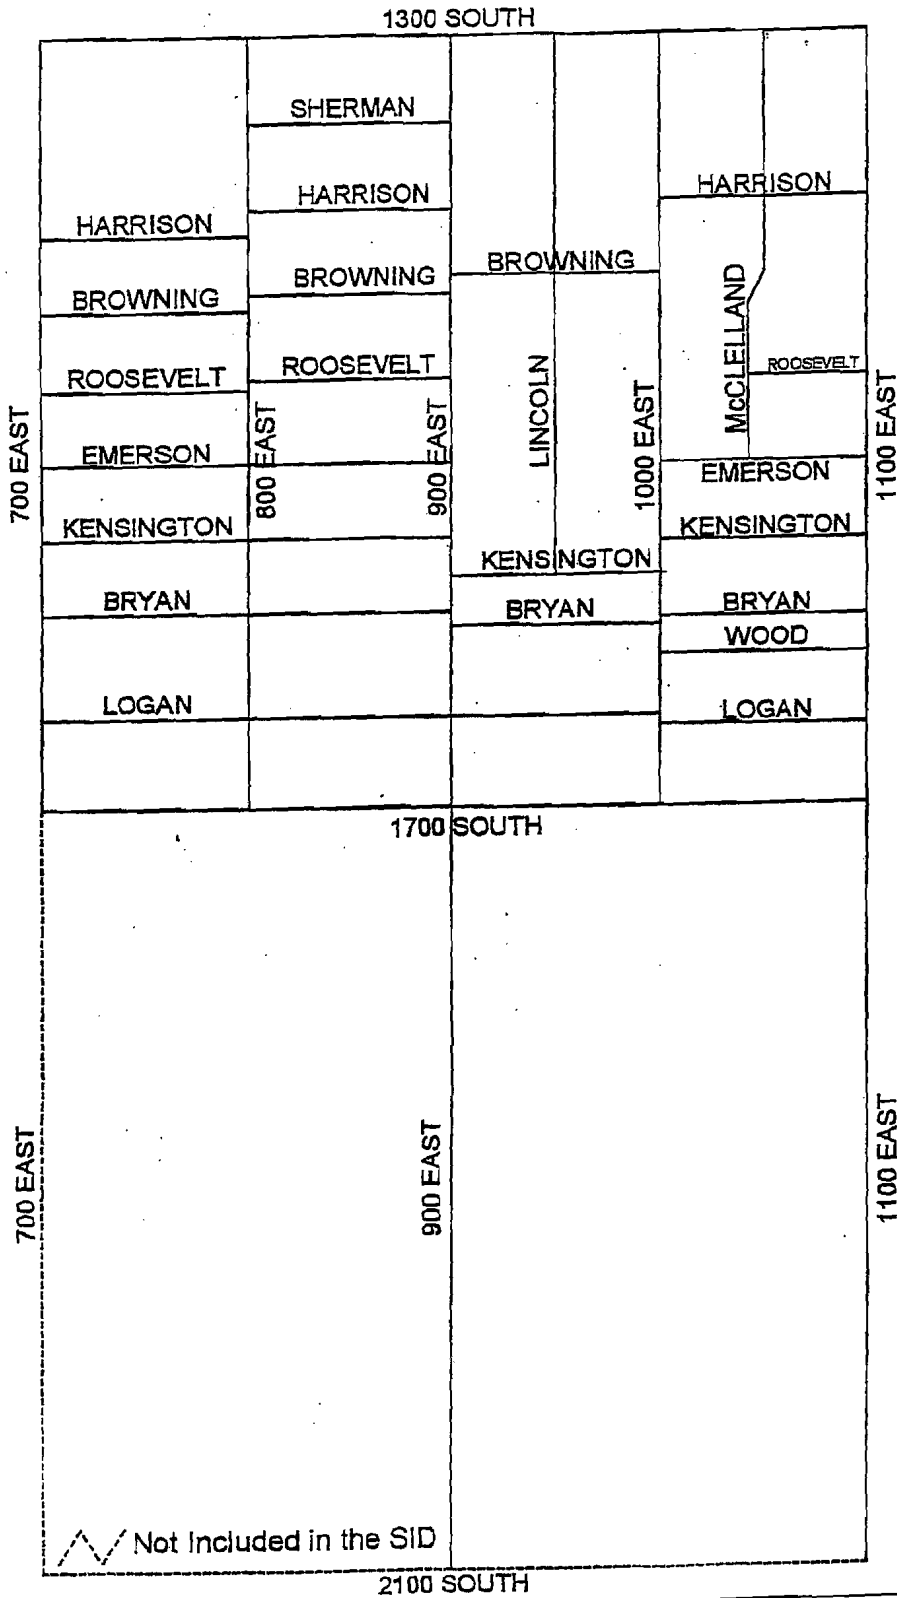 1300 SOUTH
SHERMAN
HARRISON
HARRISON
HARRISON
BROWNING
BROWNING
BROWNING
McCLELLAND
ROOSEVELT
ROOSEVELT
ROOSEVELT
700 EAST
800 EAST
900 EAST
LINCOLN
1000 EAST
1100 EAST
EMERSON
EMERSON
KENSINGTON
KENSINGTON
KENSINGTON
BRYAN
BRYAN
BRYAN
WOOD
LOGAN
LOGAN
1700 SOUTH
700 EAST
900 EAST
1100 EAST
Not Included in the SID
2100 SOUTH